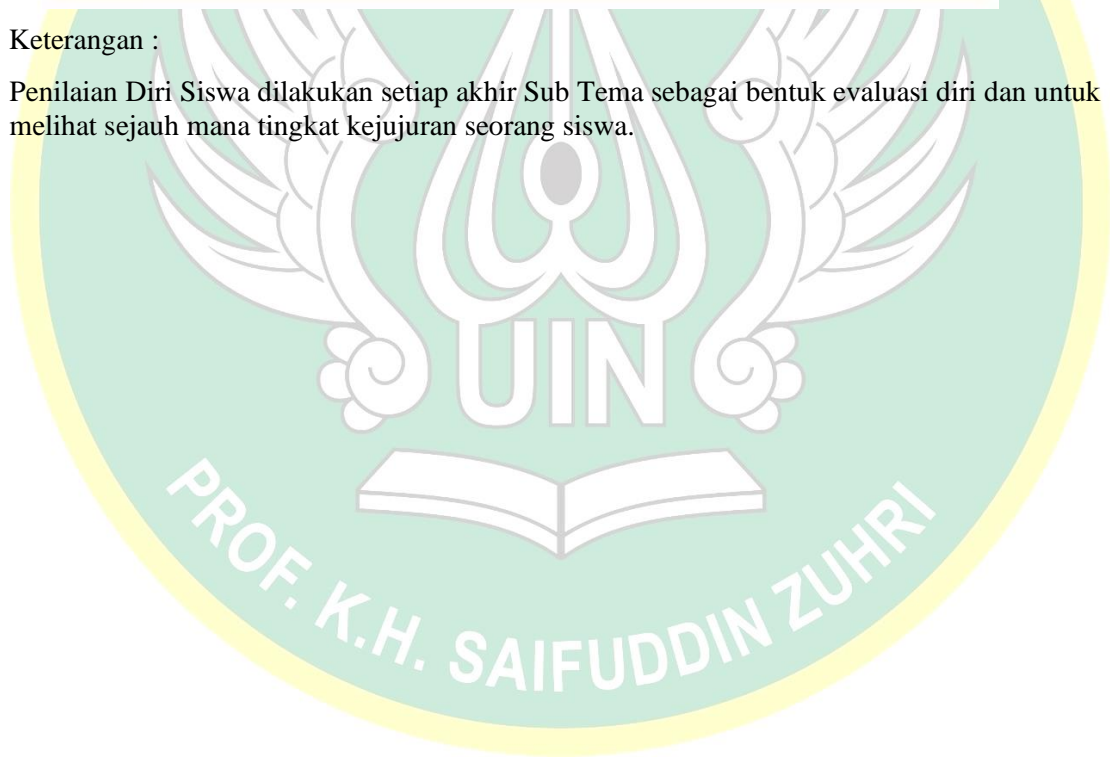 Keterangan :
Penilaian Diri Siswa dilakukan setiap akhir Sub Tema sebagai bentuk evaluasi diri dan untuk
melihat sejauh mana tingkat kejujuran seorang siswa.
UIN
PROF. K.H. SAIFUDDIN ZUHRI